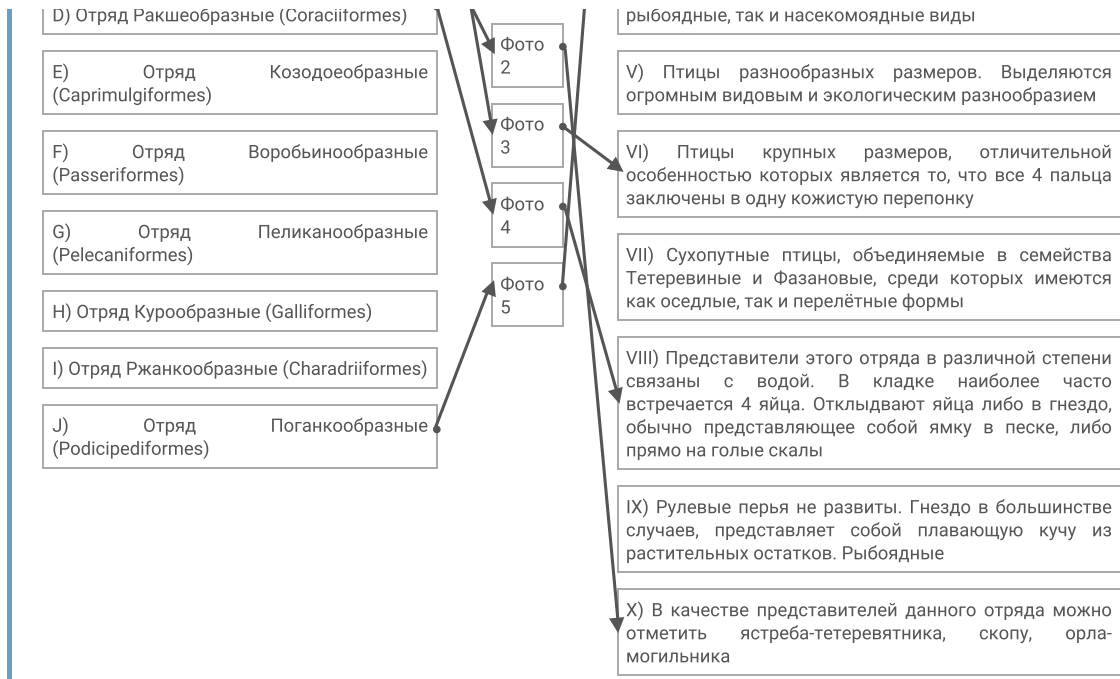 D) Отряд Ракшеобразные (Coraciiformes)
E) Отряд Козодоеобразные
(Caprimulgiformes)
F) Отряд Воробьинообразные
(Passeriformes)
G) Отряд Пеликанообразные
(Pelecaniformes)
H) Отряд Курообразные (Galliformes)
I) Отряд Ржанкообразные (Charadriiformes)
J) Отряд Поганкообразные
(Podicipediformes)
Фото
2
Фото
3
Фото
4
Фото
5
рыбоядные, так и насекомоядные виды
V) Птицы разнообразных размеров. Выделяются
огромным видовым и экологическим разнообразием
VI) Птицы крупных размеров, отличительной
особенностью которых является то, что все 4 пальца
заключены в одну кожистую перепонку
VII) Сухопутные птицы, объединяемые в семейства
Тетеревиные и Фазановые, среди которых имеются
как оседлые, так и перелётные формы
VIII) Представители этого отряда в различной степени
связаны с водой. В кладке наиболее часто
встречается 4 яйца. Отклыдвают яйца либо в гнездо,
обычно представляющее собой ямку в песке, либо
прямо на голые скалы
IX) Рулевые перья не развиты. Гнездо в большинстве
случаев, представляет собой плавающую кучу из
растительных остатков. Рыбоядные
X) В качестве представителей данного отряда можно
отметить ястреба-тетеревятника, скопу, орла-
могильника